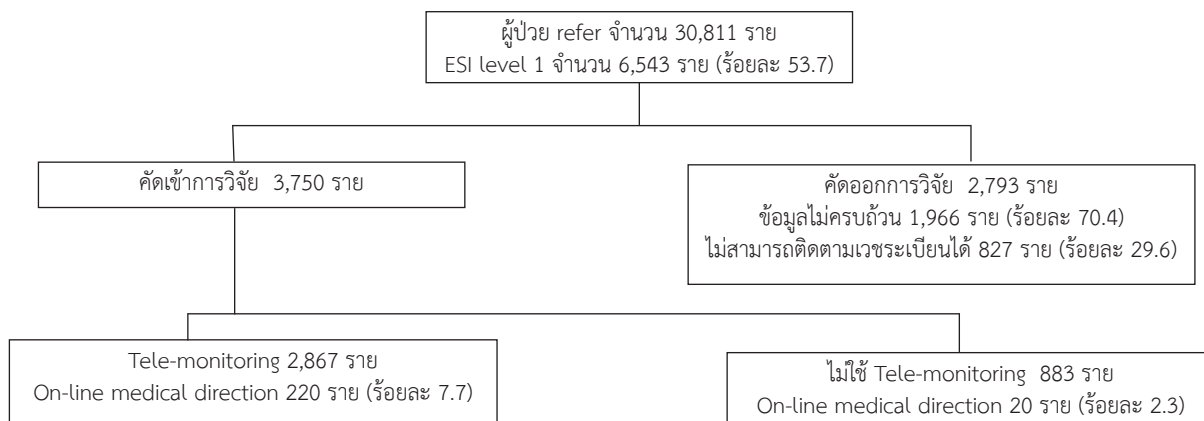 ผู้ป่วย refer จำนวน 30,811 ราย
ESI level 1 จำนวน 6,543 ราย (ร้อยละ 53.7)
คัดเข้าการวิจัย 3,750 ราย
คัดออกการวิจัย 2,793 ราย
ข้อมูลไม่ครบถ้วน 1,966 ราย (ร้อยละ 70.4)
ไม่สามารถติดตามเวชระเบียนได้ 827 ราย (ร้อยละ 29.6)
Tele-monitoring 2,867 ราย
On-line medical direction 220 ราย (ร้อยละ 7.7)
ไม่ใช้ Tele-monitoring 883 ราย
On-line medical direction 20 ราย (ร้อยละ 2.3)